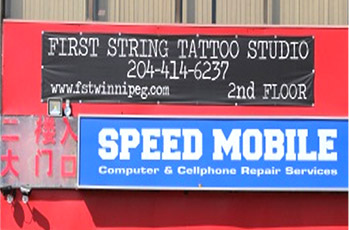 FIRST STRING TATTOO STUDIO
204-414-6237
www.fstwinnipeg.com 2nd FLOOR
二楼入
大门口
SPEED MOBILE
Computer & Cellphone Repair Services